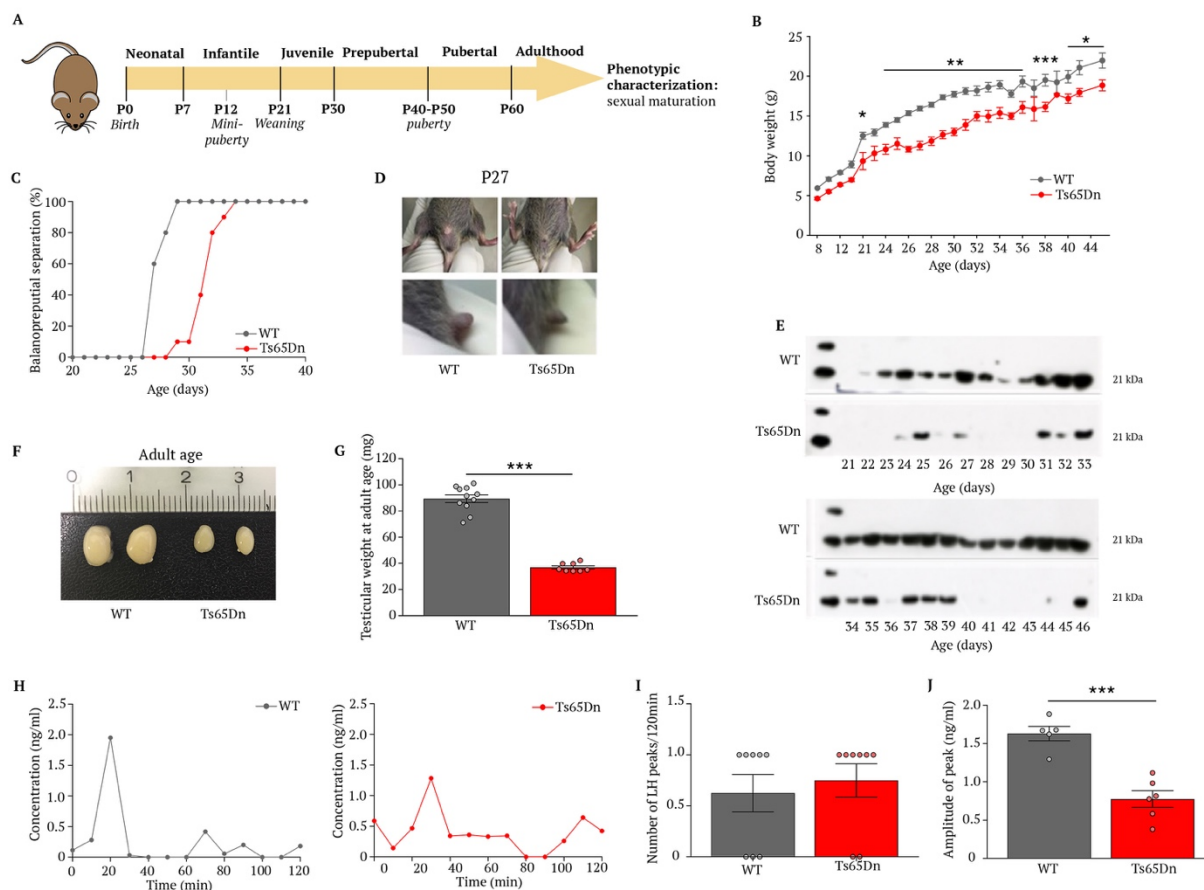 A
Neonatal Infantile Juvenile Prepubertal Pubertal Adulthood
P0 P7 P12 P21 P30 P40-P50 P60
Birth Mini-puberty Weaning puberty
Phenotypic
characterization:
sexual maturation
B
Body weight (g)
25
20
15
10
5
0
*
**
***
*
WT
Ts65Dn
8 12 21 24 26 28 30 32 34 36 38 40 44
Age (days)
C
Balanopreputial separation (%)
100
80
60
40
20
0
WT
Ts65Dn
20 25 30 35 40
Age (days)
D
P27
WT Ts65Dn
E
WT 21 kDa
Ts65Dn 21 kDa
21 22 23 24 25 26 27 28 29 30 31 32 33
Age (days)
WT 21 kDa
Ts65Dn 21 kDa
34 35 36 37 38 39 40 41 42 43 44 45 46
Age (days)
F
Adult age
0 1 2 3
WT Ts65Dn
G
Testicular weight at adult age (mg)
120
100
80
60
40
20
0
***
WT Ts65Dn
H
Concentration (ng/ml)
2.5
2.0
1.5
1.0
0.5
0
WT
0 20 40 60 80 100 120
Time (min)
Concentration (ng/ml)
2.5
2.0
1.5
1.0
0.5
0
Ts65Dn
0 20 40 60 80 100 120
Time (min)
I
Number of LH peaks/120min
1.5
1.0
0.5
0
WT Ts65Dn
J
Amplitude of peak (ng/ml)
2.0
1.5
1.0
0.5
0
***
WT Ts65Dn